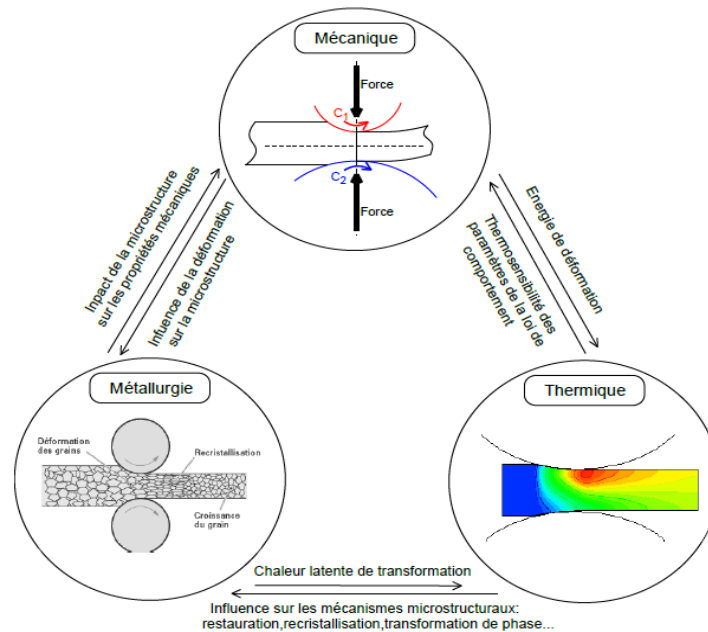 Mécanique
Force
C1
C2
Force
Inpact de la microstructure
sur les propriétés mécaniques
Infuence de la déformation
sur la microstructure
Energie de déformation
Thermosensibilité des
paramètres de la loi de
comportement
Métallurgie
Déformation
des grains
Recristallisation
Croissance
du grain
Thermique
Chaleur latente de transformation
Influence sur les mécanismes microstructuraux:
restauration,recristallisation,transformation de phase...